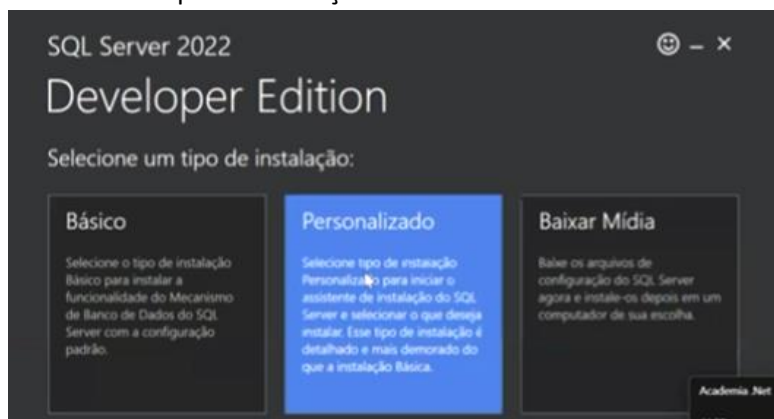 SQL Server 2022
Developer Edition
Selecione um tipo de instalação:
Básico
Selecione o tipo de instalação
Básico para instalar a
funcionalidade do Mecanismo
de Banco de Dados do SQL
Server com a configuração
padrão.
Personalizado
Selecione tipo de instalação
Personalizado para iniciar o
assistente de instalação do SQL
Server e selecionar o que deseja
instalar. Esse tipo de instalação é
detalhado e mais demorado do
que a instalação Básica.
Baixar Mídia
Baixe os arquivos de
configuração do SQL Server
agora e instale-os depois em um
computador de sua escolha.
Academia .Net